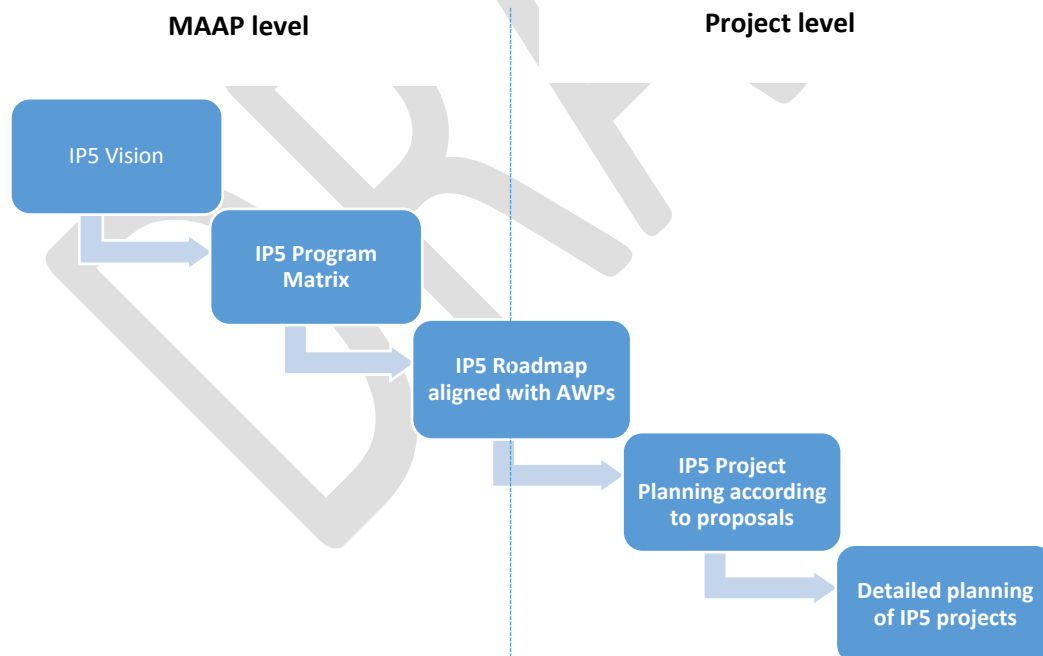 MAAP level
Project level
IP5 Vision
IP5 Program
Matrix
IP5 Roadmap
aligned with AWPs
IP5 Project
Planning according
to proposals
Detailed planning
of IP5 projects